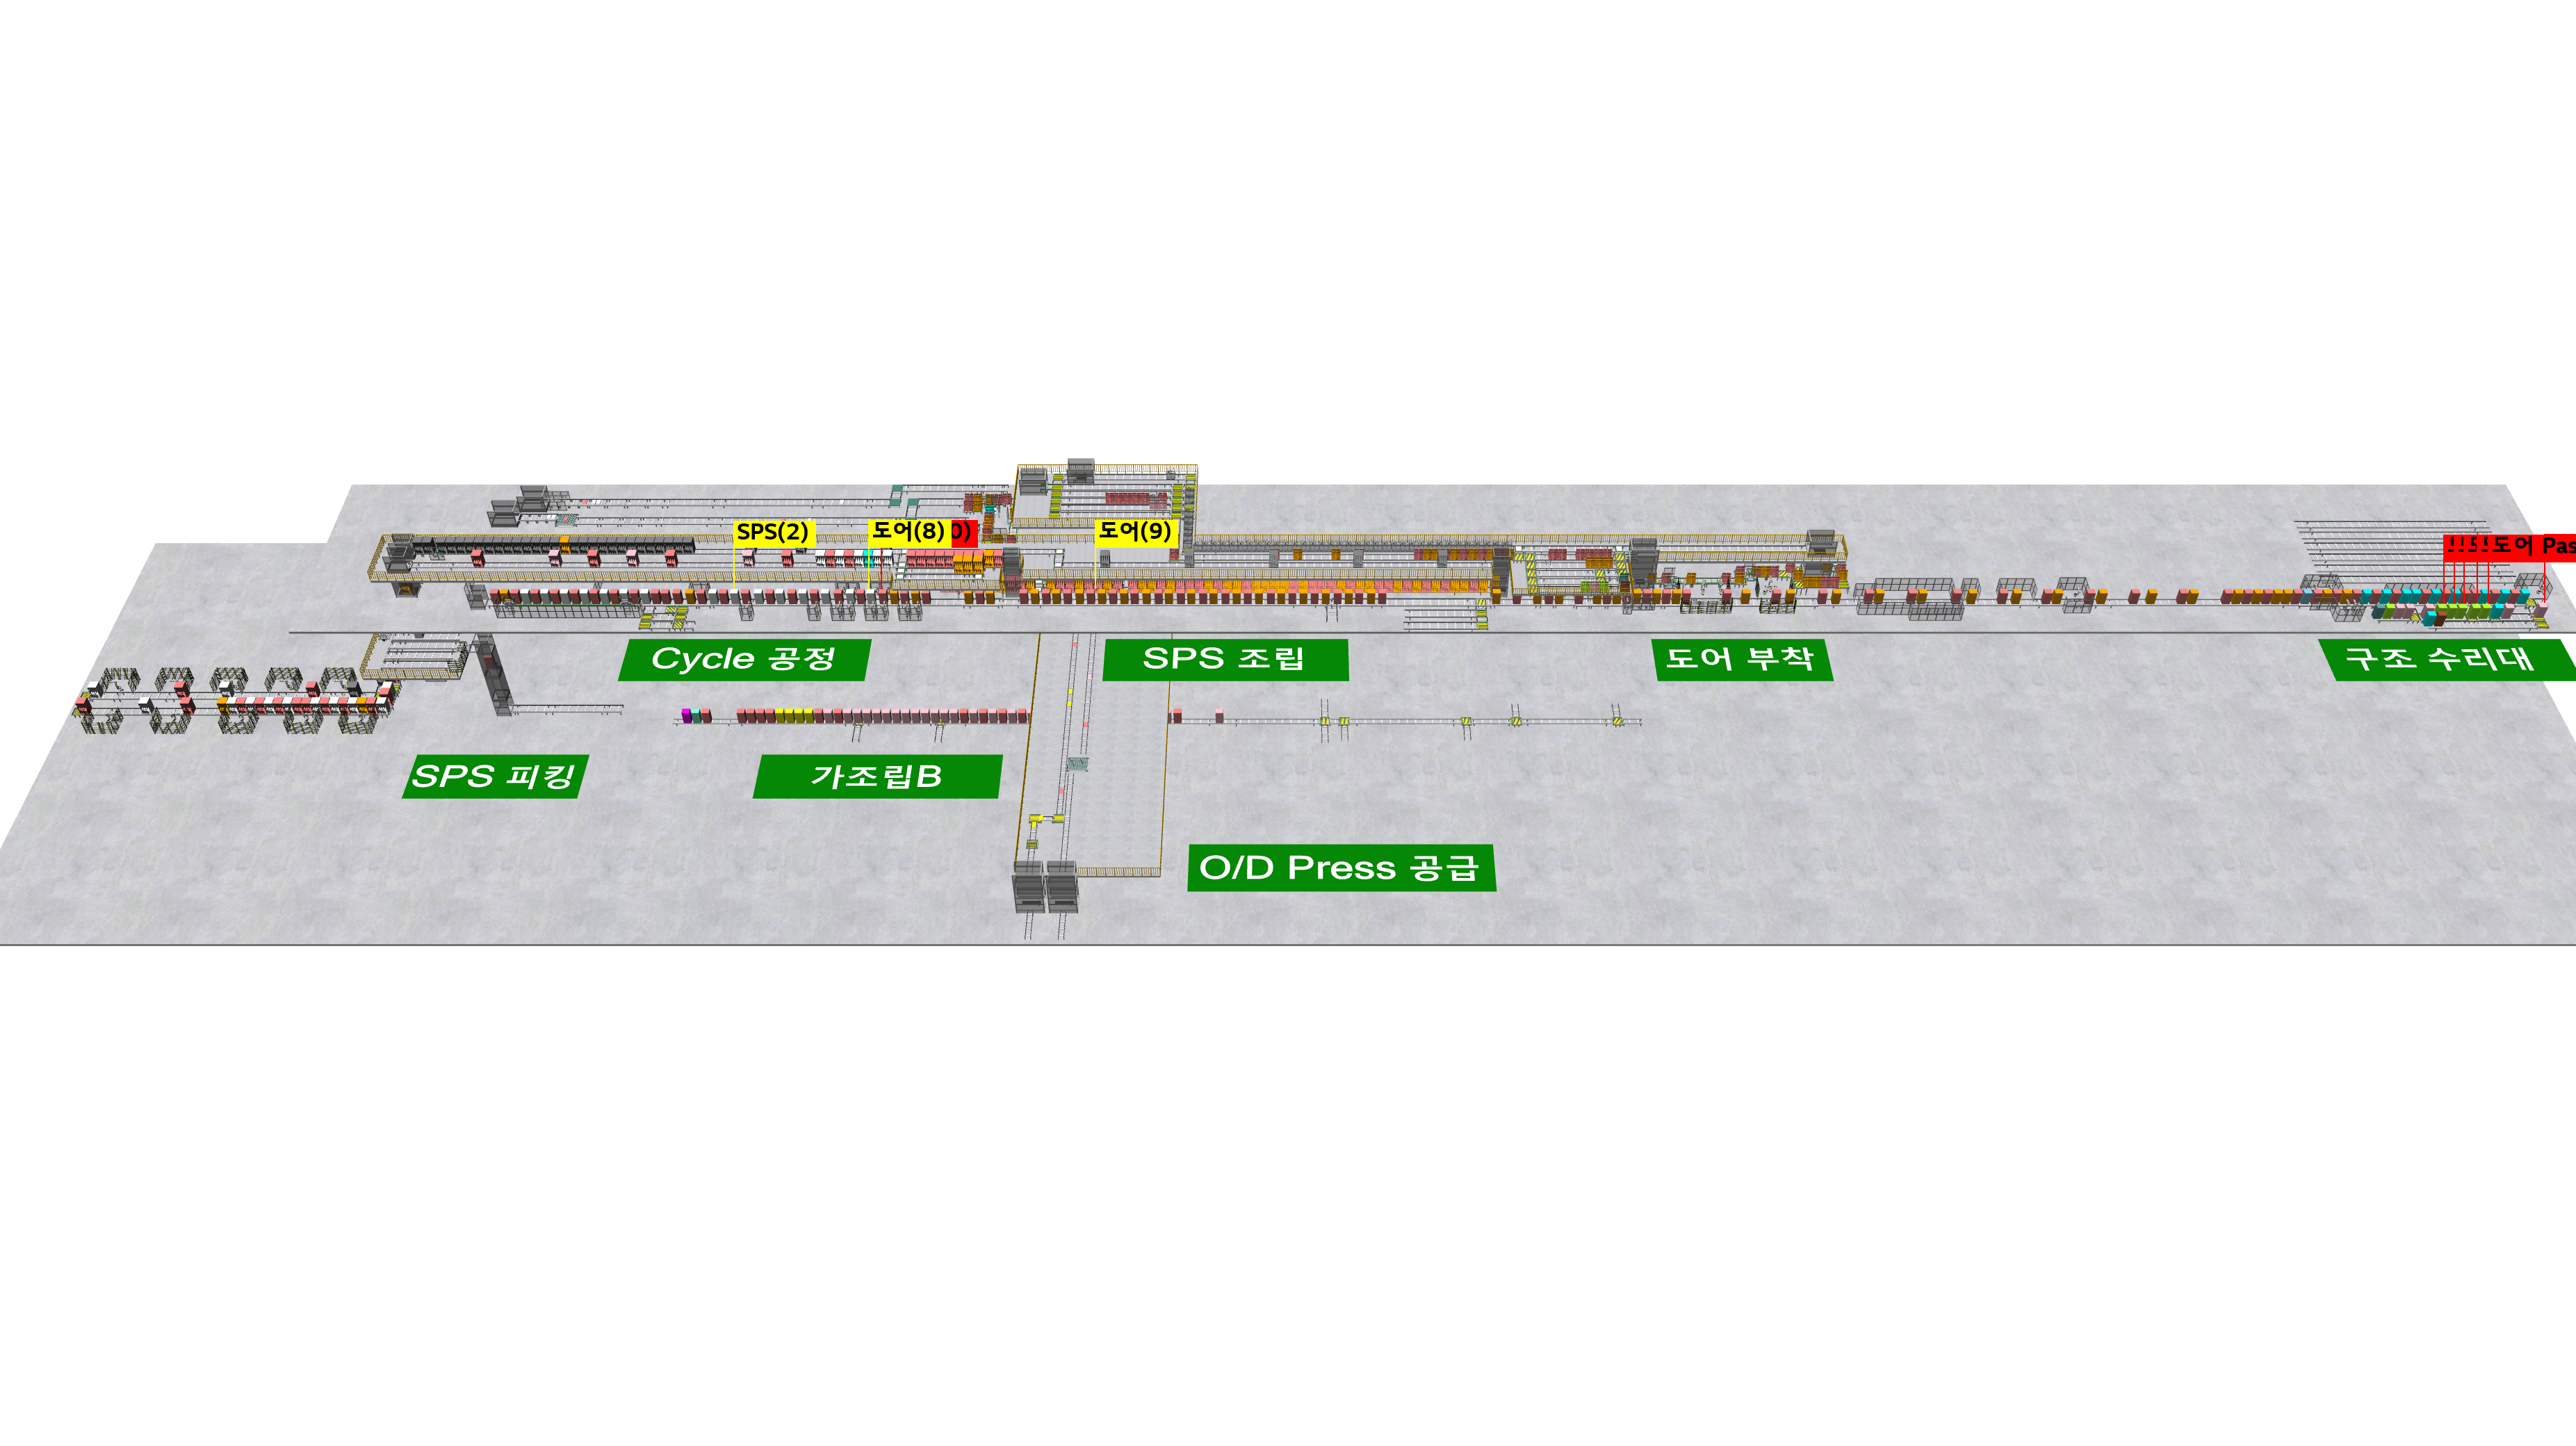 SPS(2)
도어(8)
0)
도어(9)
도어 Pas
Cycle 공정
SPS 조립
도어 부착
구조 수리대
SPS 피킹
가조립B
O/D Press 공급